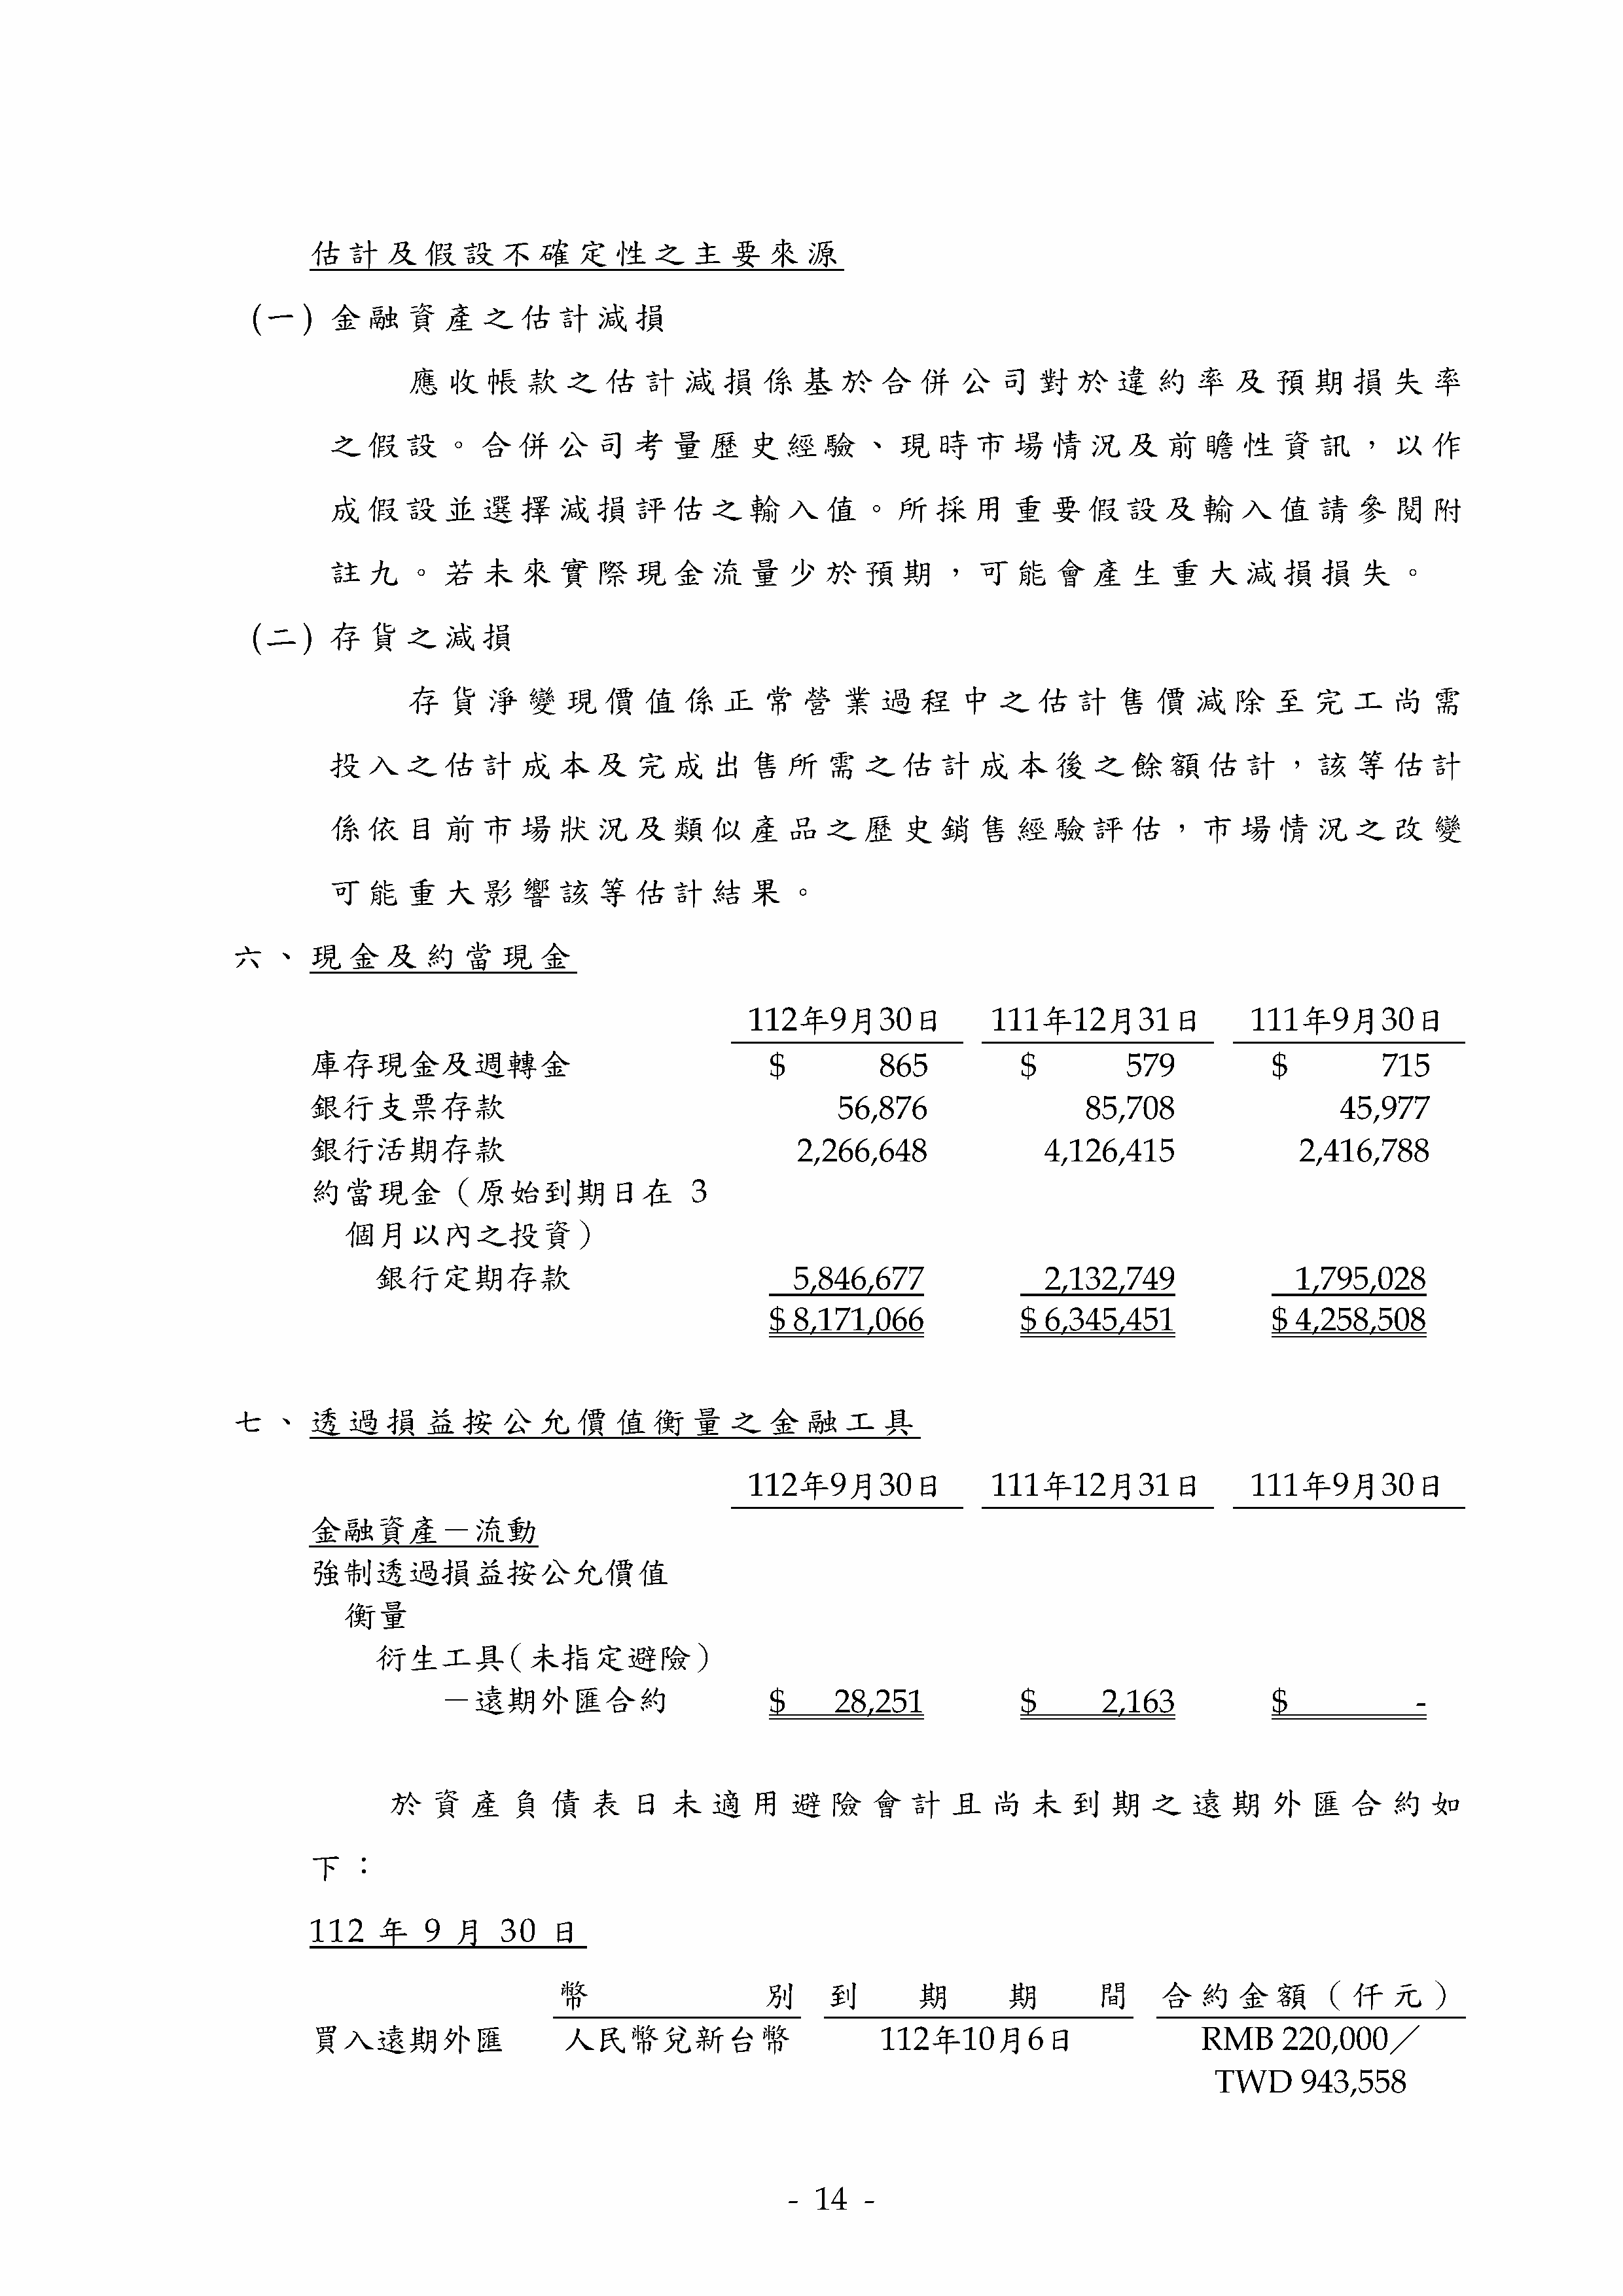 估計及假設不確定性之主要來源
(一) 金融資產之估計減損
應收帳款之估計減損係基於合併公司對於違約率及預期損失率
之假設。合併公司考量歷史經驗、現時市場情況及前瞻性資訊，以作
成假設並選擇減損評估之輸入值。所採用重要假設及輸入值請參閱附
註九。若未來實際現金流量少於預期，可能會產生重大減損損失。
(二) 存貨之減損
存貨淨變現價值係正常營業過程中之估計售價減除至完工尚需
投入之估計成本及完成出售所需之估計成本後之餘額估計，該等估計
係依目前市場狀況及類似產品之歷史銷售經驗評估，市場情況之改變
可能重大影響該等估計結果。
六、現金及約當現金
112年9月30日 111年12月31日 111年9月30日
庫存現金及週轉金 $ 865 $ 579 $ 715
銀行支票存款 56,876 85,708 45,977
銀行活期存款 2,266,648 4,126,415 2,416,788
約當現金（原始到期日在 3
個月以內之投資）
銀行定期存款 5,846,677 2,132,749 1,795,028
$ 8,171,066 $ 6,345,451 $ 4,258,508
七、透過損益按公允價值衡量之金融工具
112年9月30日 111年12月31日 111年9月30日
金融資產－流動
強制透過損益按公允價值
衡量
衍生工具（未指定避險）
－遠期外匯合約 $ 28,251 $ 2,163 $ -
於資產負債表日未適用避險會計且尚未到期之遠期外匯合約如
下：
112 年 9 月 30 日
幣別 到期期間 合約金額（仟元）
買入遠期外匯 人民幣兌新台幣 112年10月6日 RMB 220,000／
TWD 943,558
- 14 -